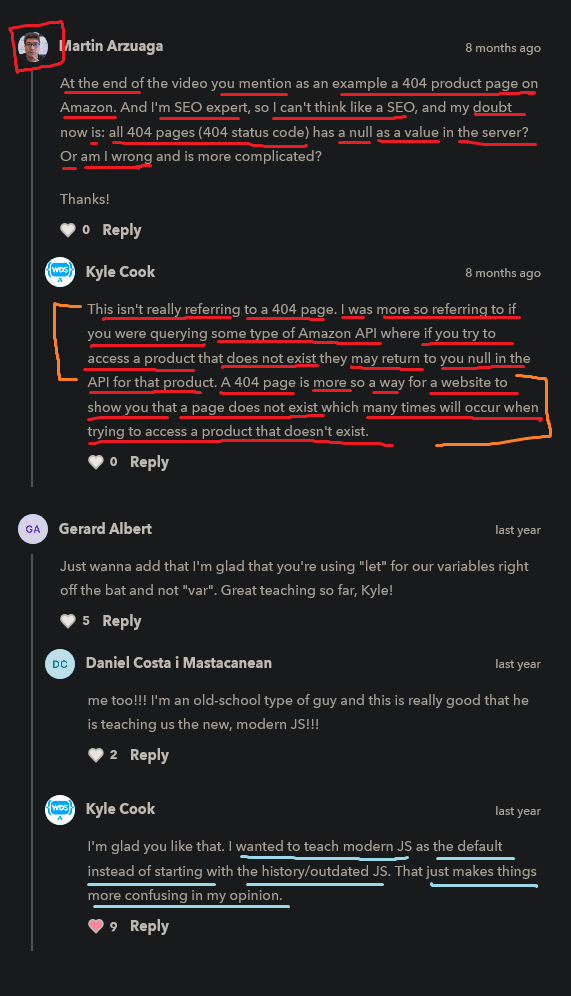 Martin Arzuaga
8 months ago
At the end of the video you mention as an example a 404 product page on
Amazon. And I'm SEO expert, so I can't think like a SEO, and my doubt
now is: all 404 pages (404 status code) has a null as a value in the server?
Or am I wrong and is more complicated?
Thanks!
0 Reply
WDS
Kyle Cook
8 months ago
This isn't really referring to a 404 page. I was more so referring to if
you were querying some type of Amazon API where if you try to
access a product that does not exist they may return to you null in the
API for that product. A 404 page is more so a way for a website to
show you that a page does not exist which many times will occur when
trying to access a product that doesn't exist.
0 Reply
GA
Gerard Albert
last year
Just wanna add that I'm glad that you're using "let" for our variables right
off the bat and not "var". Great teaching so far, Kyle!
5 Reply
DC
Daniel Costa i Mastacanean
last year
me too!!! I'm an old-school type of guy and this is really good that he
is teaching us the new, modern JS!!!
2 Reply
WDS
Kyle Cook
last year
I'm glad you like that. I wanted to teach modern JS as the default
instead of starting with the history/outdated JS. That just makes things
more confusing in my opinion.
9 Reply